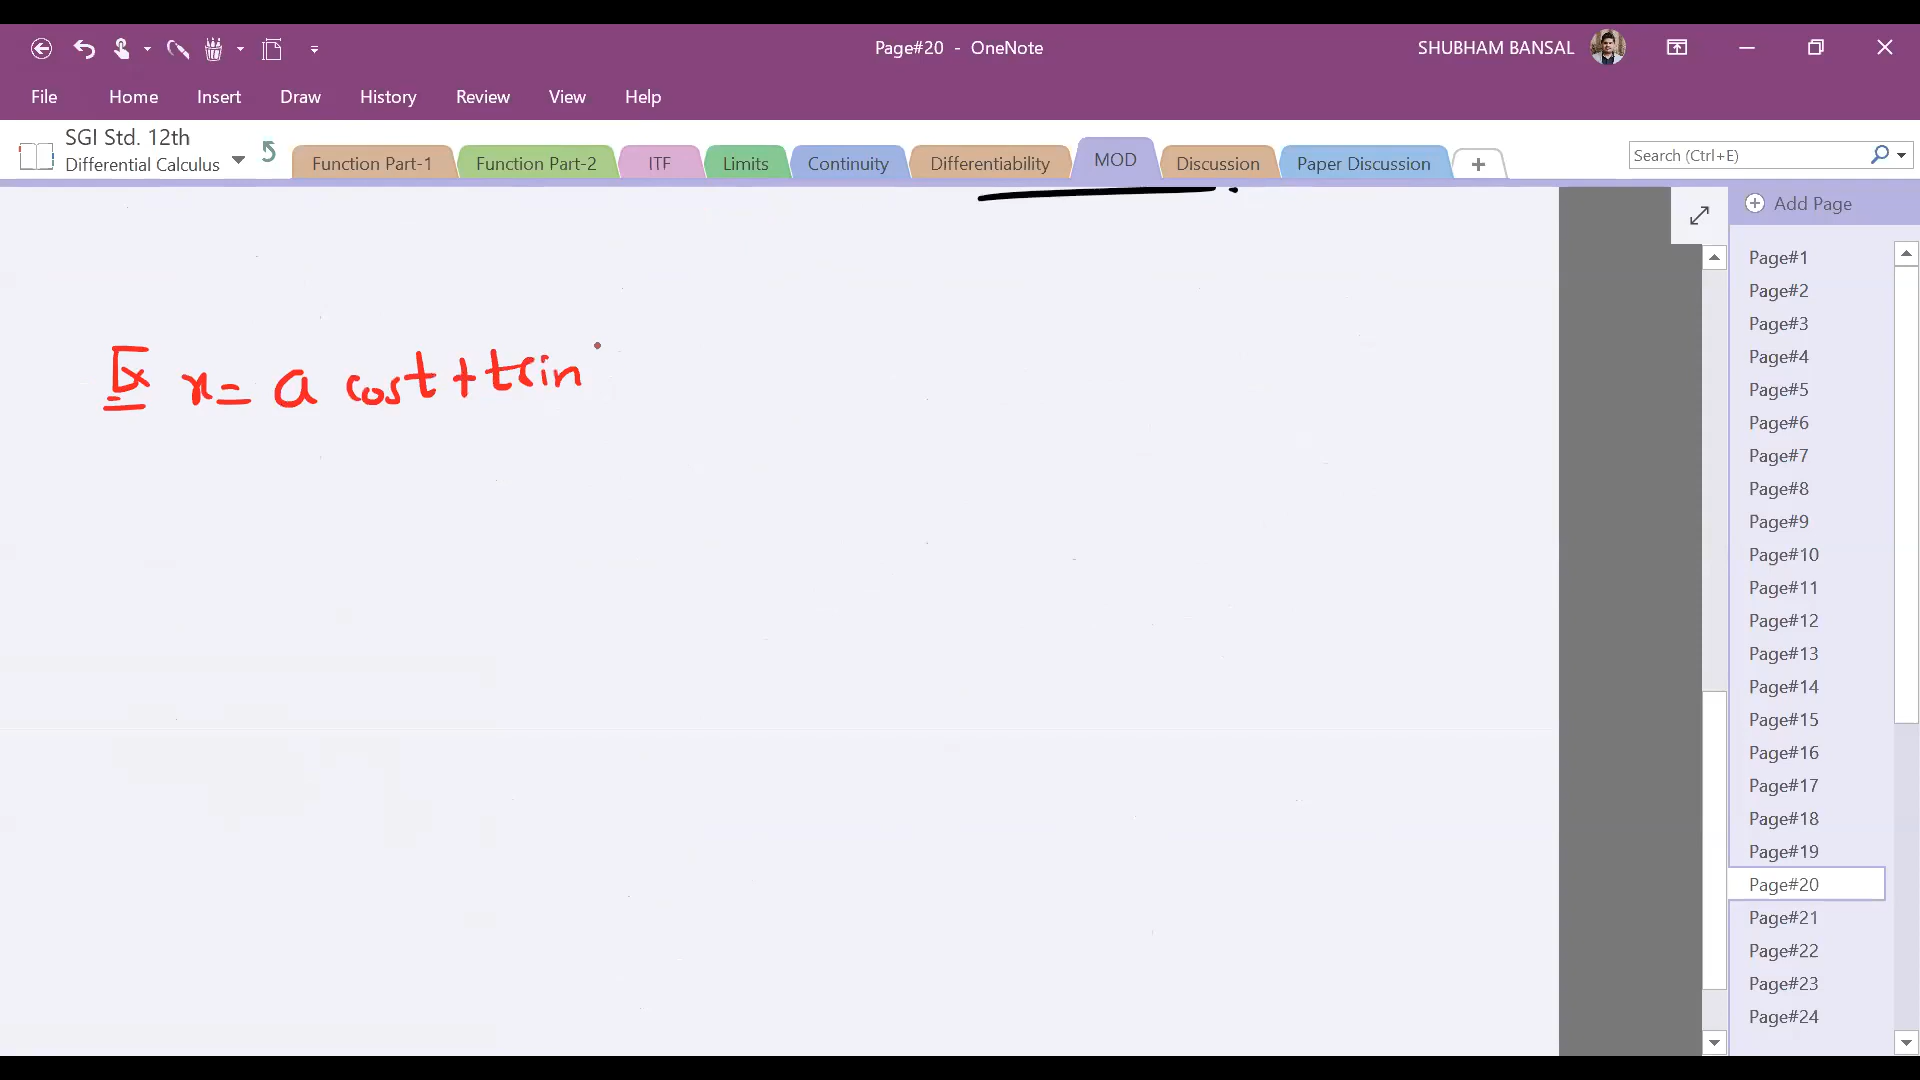 Page#20 - OneNote
SHUBHAM BANSAL
File Home Insert Draw History Review View Help
SGI Std. 12th
Differential Calculus
Function Part-1 Function Part-2 ITF Limits Continuity Differentiability MOD Discussion Paper Discussion +
Search (Ctrl+E)
Add Page
Ex x= a cost+tsin
Page#1
Page#2
Page#3
Page#4
Page#5
Page#6
Page#7
Page#8
Page#9
Page#10
Page#11
Page#12
Page#13
Page#14
Page#15
Page#16
Page#17
Page#18
Page#19
Page#20
Page#21
Page#22
Page#23
Page#24